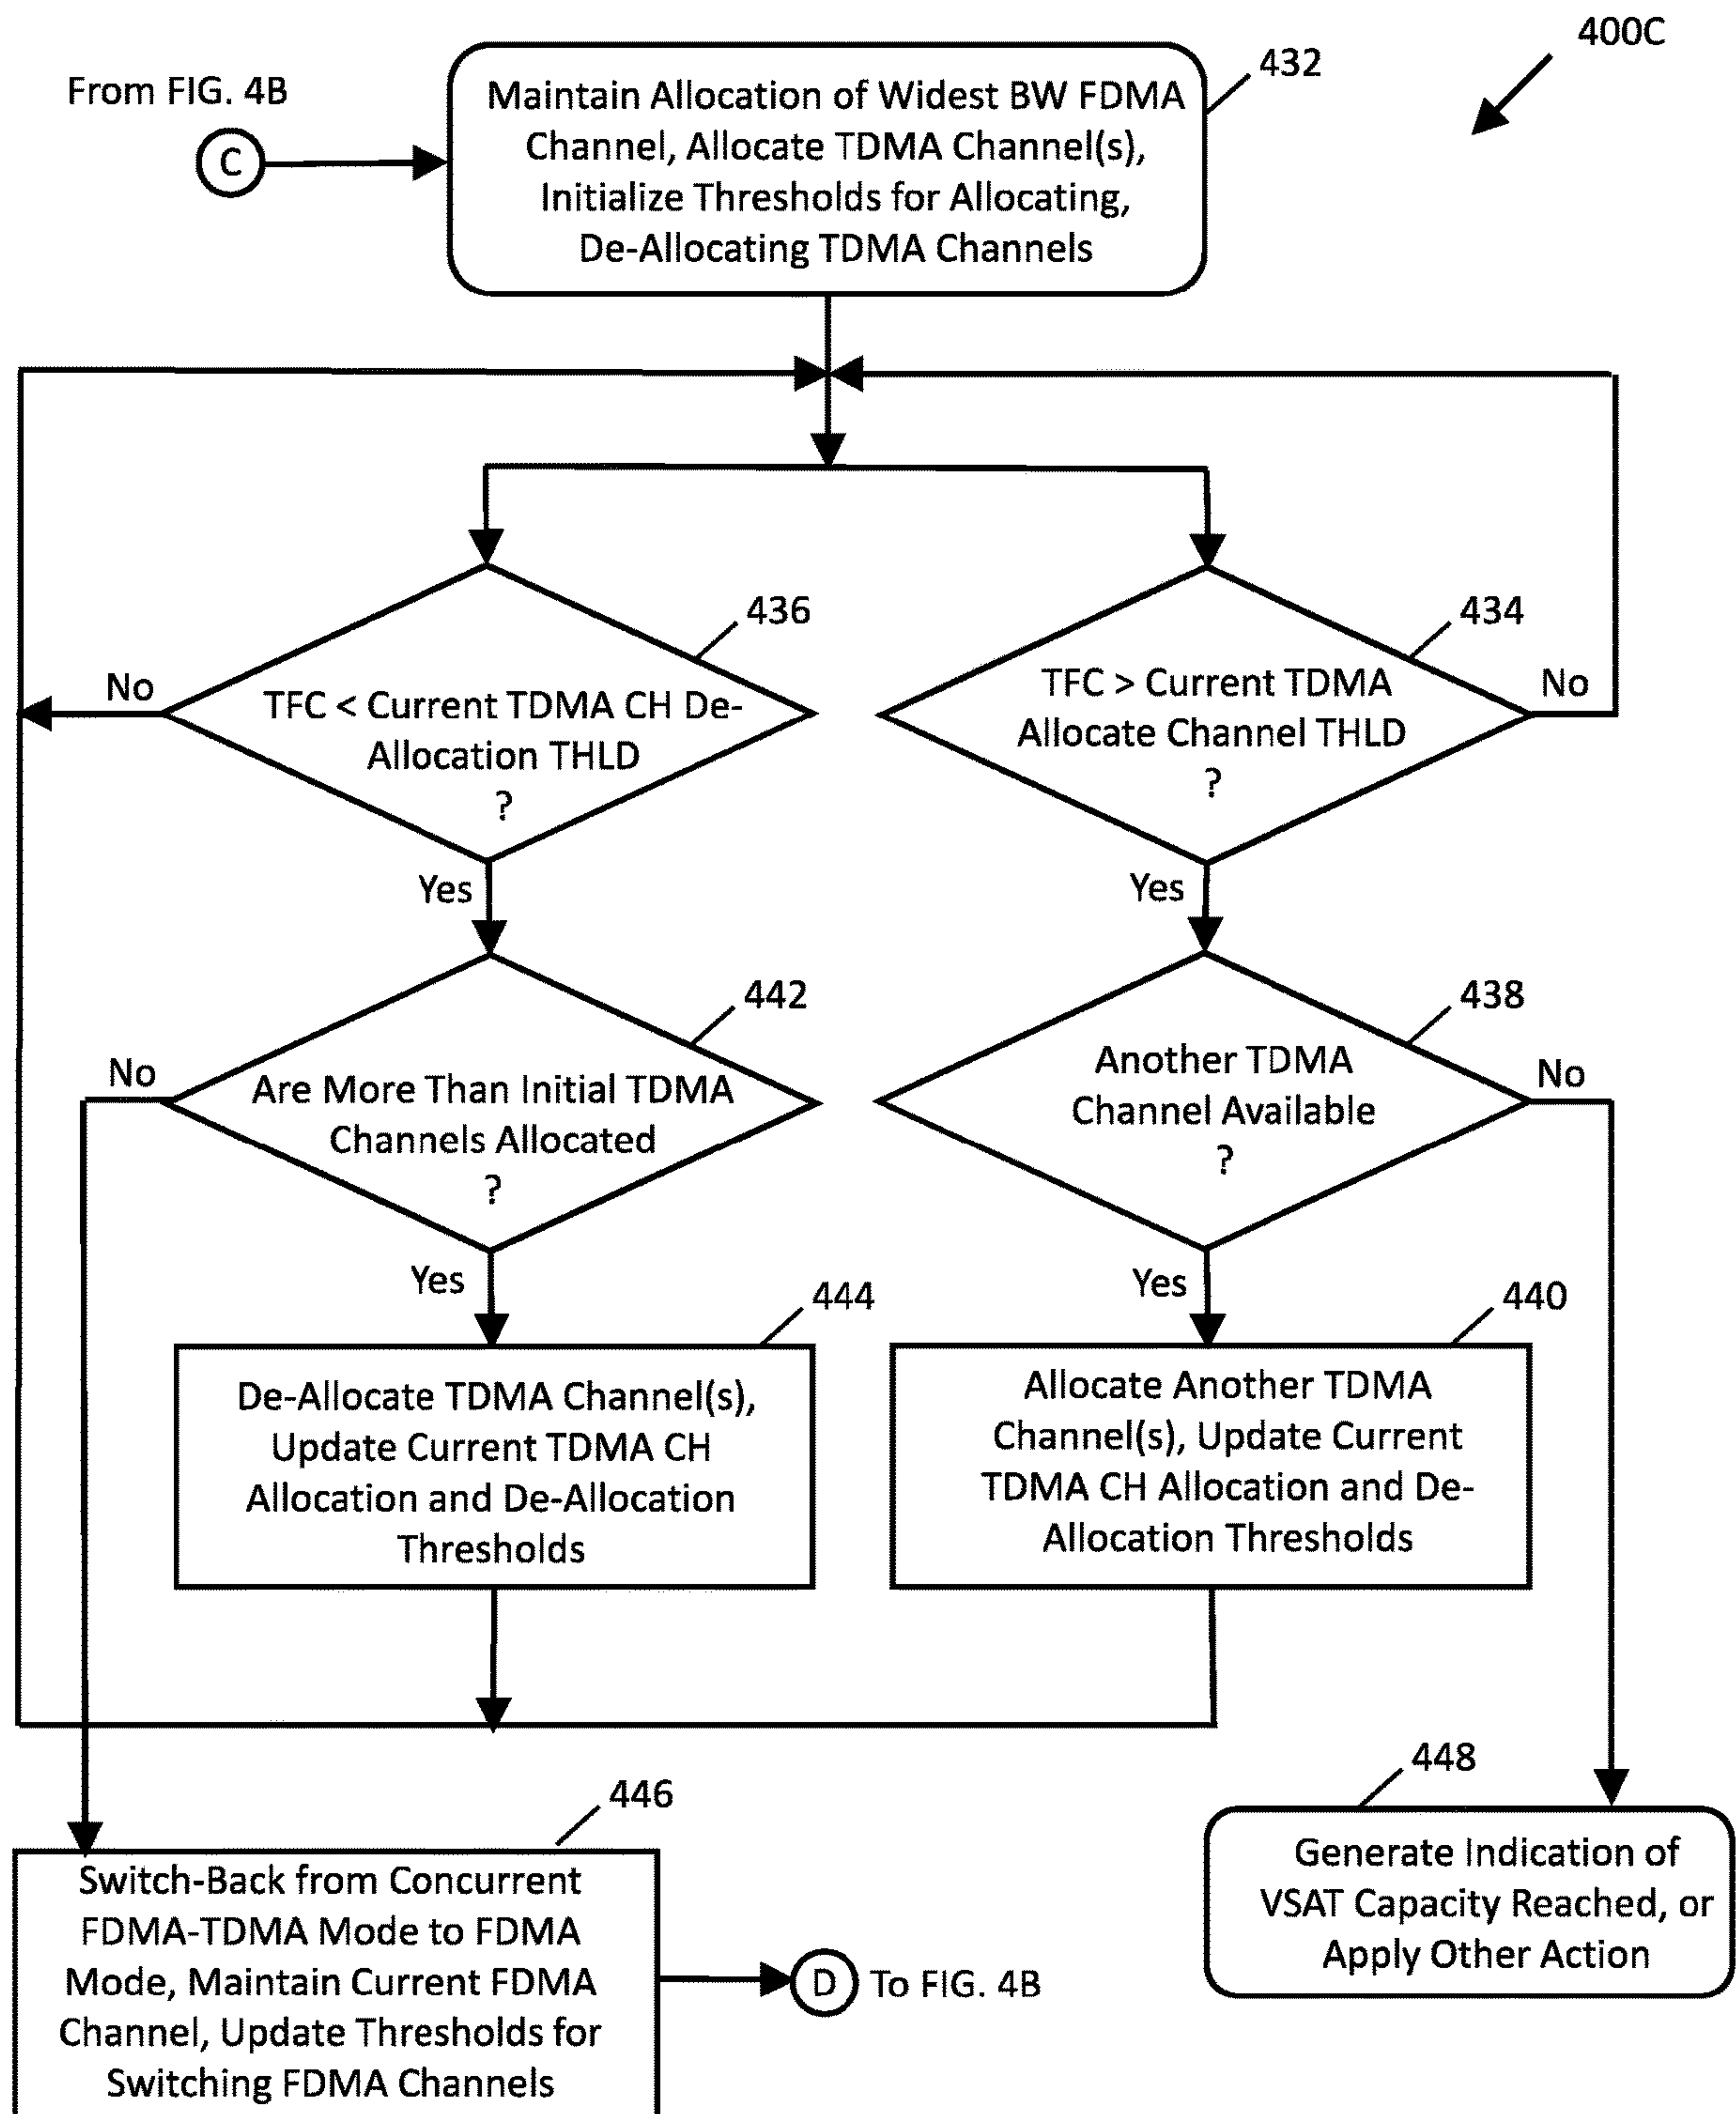 400C
From FIG. 4B
C
432
Maintain Allocation of Widest BW FDMA
Channel, Allocate TDMA Channel(s),
Initialize Thresholds for Allocating,
De-Allocating TDMA Channels
436
TFC < Current TDMA CH De-
Allocation THLD
?
No
Yes
434
TFC > Current TDMA
Allocate Channel THLD
?
No
Yes
442
Are More Than Initial TDMA
Channels Allocated
?
No
Yes
438
Another TDMA
Channel Available
?
No
Yes
444
De-Allocate TDMA Channel(s),
Update Current TDMA CH
Allocation and De-Allocation
Thresholds
440
Allocate Another TDMA
Channel(s), Update Current
TDMA CH Allocation and De-
Allocation Thresholds
446
Switch-Back from Concurrent
FDMA-TDMA Mode to FDMA
Mode, Maintain Current FDMA
Channel, Update Thresholds for
Switching FDMA Channels
D
To FIG. 4B
448
Generate Indication of
VSAT Capacity Reached, or
Apply Other Action